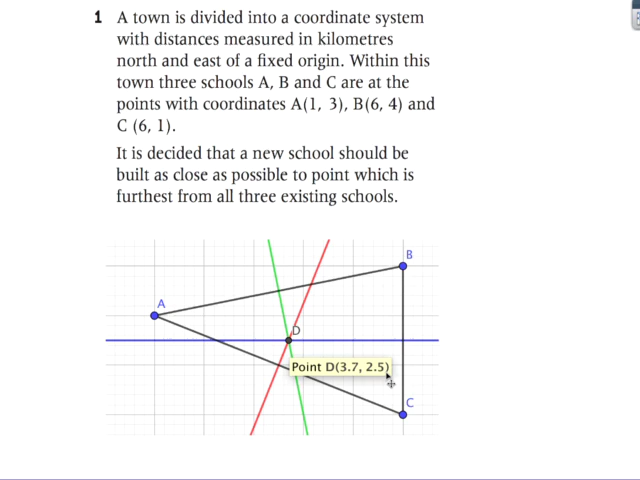 1 A town is divided into a coordinate system
with distances measured in kilometres
north and east of a fixed origin. Within this
town three schools A, B and C are at the
points with coordinates A(1, 3), B(6, 4) and
C (6, 1).
It is decided that a new school should be
built as close as possible to point which is
furthest from all three existing schools.
B
A
D
Point D(3.7, 2.5)
C